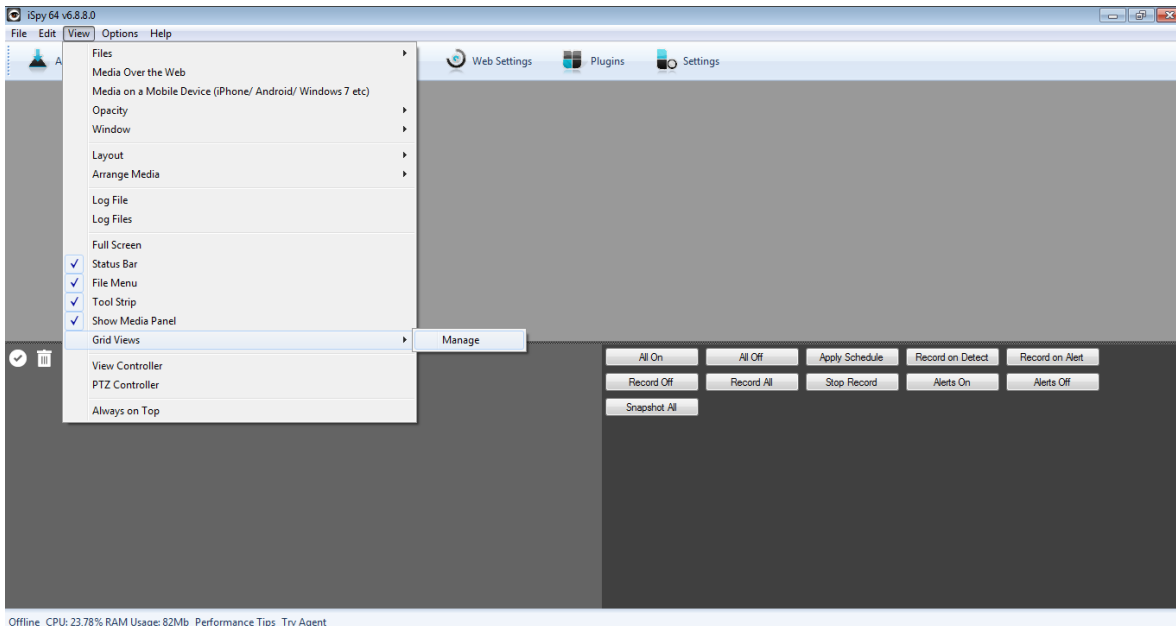 iSpy 64 v6.8.8.0
File Edit View Options Help
A
Web Settings
Plugins
Settings
Files
Media Over the Web
Media on a Mobile Device (iPhone/ Android/ Windows 7 etc)
Opacity
Window
Layout
Arrange Media
Log File
Log Files
Full Screen
Status Bar
File Menu
Tool Strip
Show Media Panel
Grid Views
Manage
View Controller
PTZ Controller
Always on Top
All On All Off Apply Schedule Record on Detect Record on Alert
Record Off Record All Stop Record Alerts On Alerts Off
Snapshot All
Offline CPU: 23.78% RAM Usage: 82Mb Performance Tips Try Agent